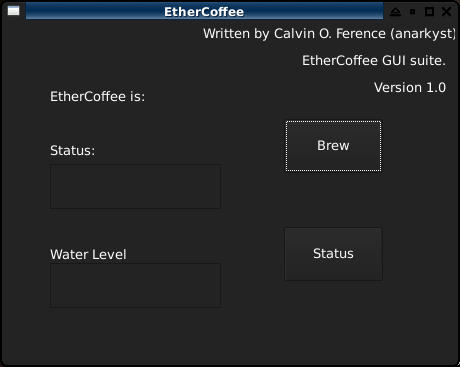 EtherCoffee
Written by Calvin O. Ference (anarkyst)
EtherCoffee GUI suite.
Version 1.0
EtherCoffee is:
Brew
Status:
Water Level
Status